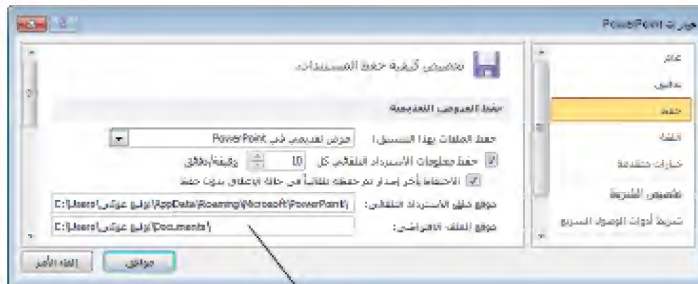 خيارات PowerPoint
عام
تدقيق
حفظ
اللغة
خيارات متقدمة
تخصيص الشريط
شريط أدوات الوصول السريع
تخصيص كيفية حفظ المستندات.
حفظ العروض التقديمية
حفظ الملفات بهذا التنسيق: عرض تقديمي في PowerPoint
حفظ معلومات الاسترداد التلقائي كل 10 دقيقة/دقائق
الاحتفاظ بآخر إصدار تم حفظه تلقائياً في حالة الإغلاق بدون حفظ
موقع ملف الاسترداد التلقائي: C:\Users\ \AppData\Roaming\Microsoft\PowerPoint\
موقع الملف الافتراضي: C:\Users\ \Documents\
موافق
إلغاء الأمر